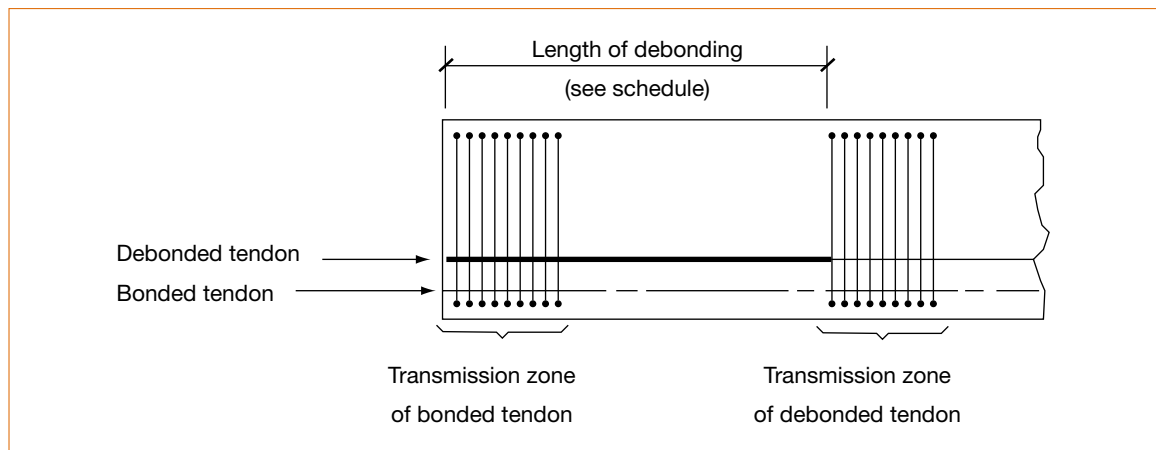 Length of debonding
(see schedule)
Debonded tendon
Bonded tendon
Transmission zone
of bonded tendon
Transmission zone
of debonded tendon